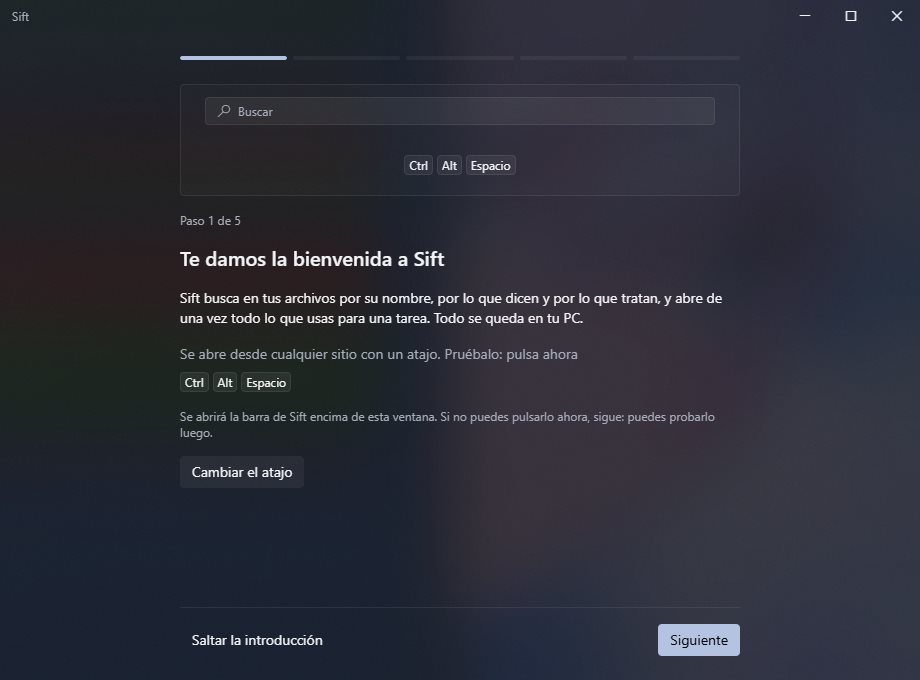 Sift
Buscar
Ctrl Alt Espacio
Paso 1 de 5
Te damos la bienvenida a Sift
Sift busca en tus archivos por su nombre, por lo que dicen y por lo que tratan, y abre de
una vez todo lo que usas para una tarea. Todo se queda en tu PC.
Se abre desde cualquier sitio con un atajo. Pruébalo: pulsa ahora
Ctrl Alt Espacio
Se abrirá la barra de Sift encima de esta ventana. Si no puedes pulsarlo ahora, sigue: puedes probarlo
luego.
Cambiar el atajo
Saltar la introducción
Siguiente